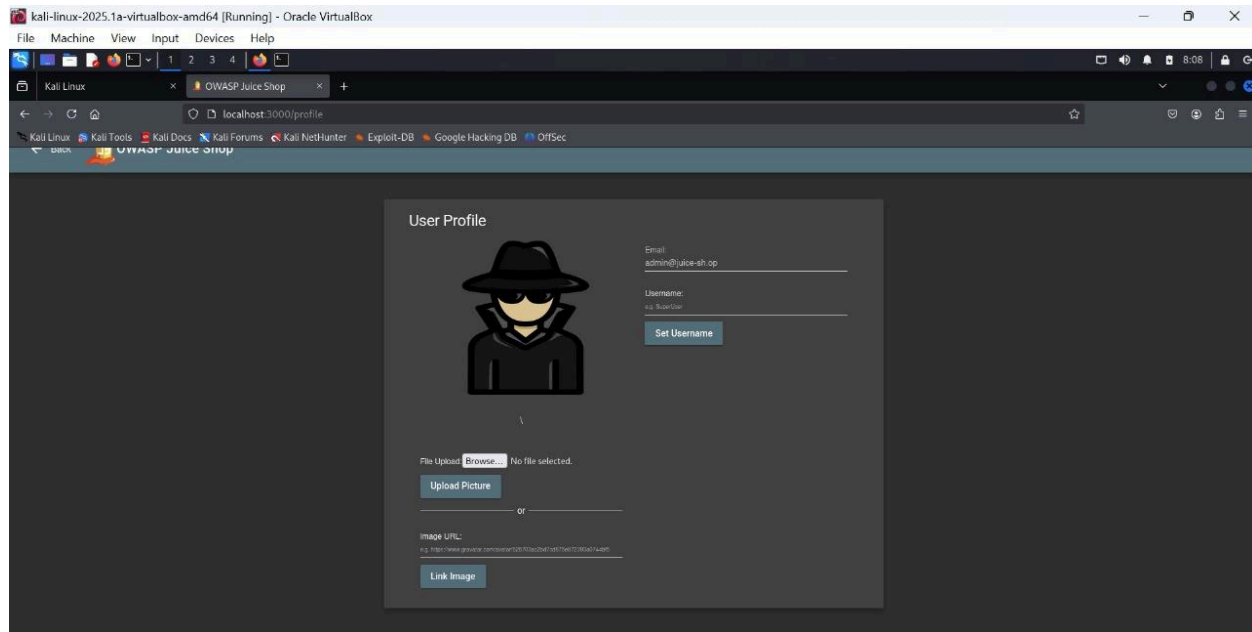 kali-linux-2025.1a-virtualbox-amd64 [Running] - Oracle VirtualBox
File Machine View Input Devices Help
1 2 3 4 8:08
Kali Linux OWASP Juice Shop
localhost:3000/profile
Kali Linux Kali Tools Kali Docs Kali Forums Kali NetHunter Exploit-DB Google Hacking DB OffSec
Back OWASP Juice Shop
User Profile
Email:
admin@juice-sh.op
Username:
e.g. SuperUser
Set Username
\
File Upload: Browse... No file selected.
Upload Picture
or
Image URL:
Link Image